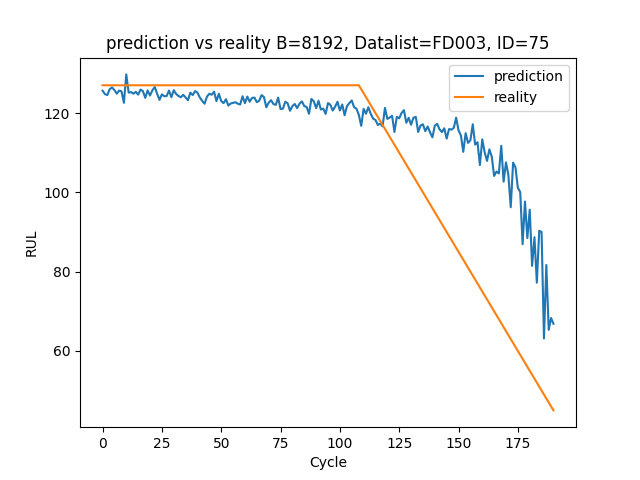 prediction vs reality B=8192, Datalist=FD003, ID=75
prediction
reality
RUL
120
100
80
60
0
25
50
75
100
125
150
175
Cycle